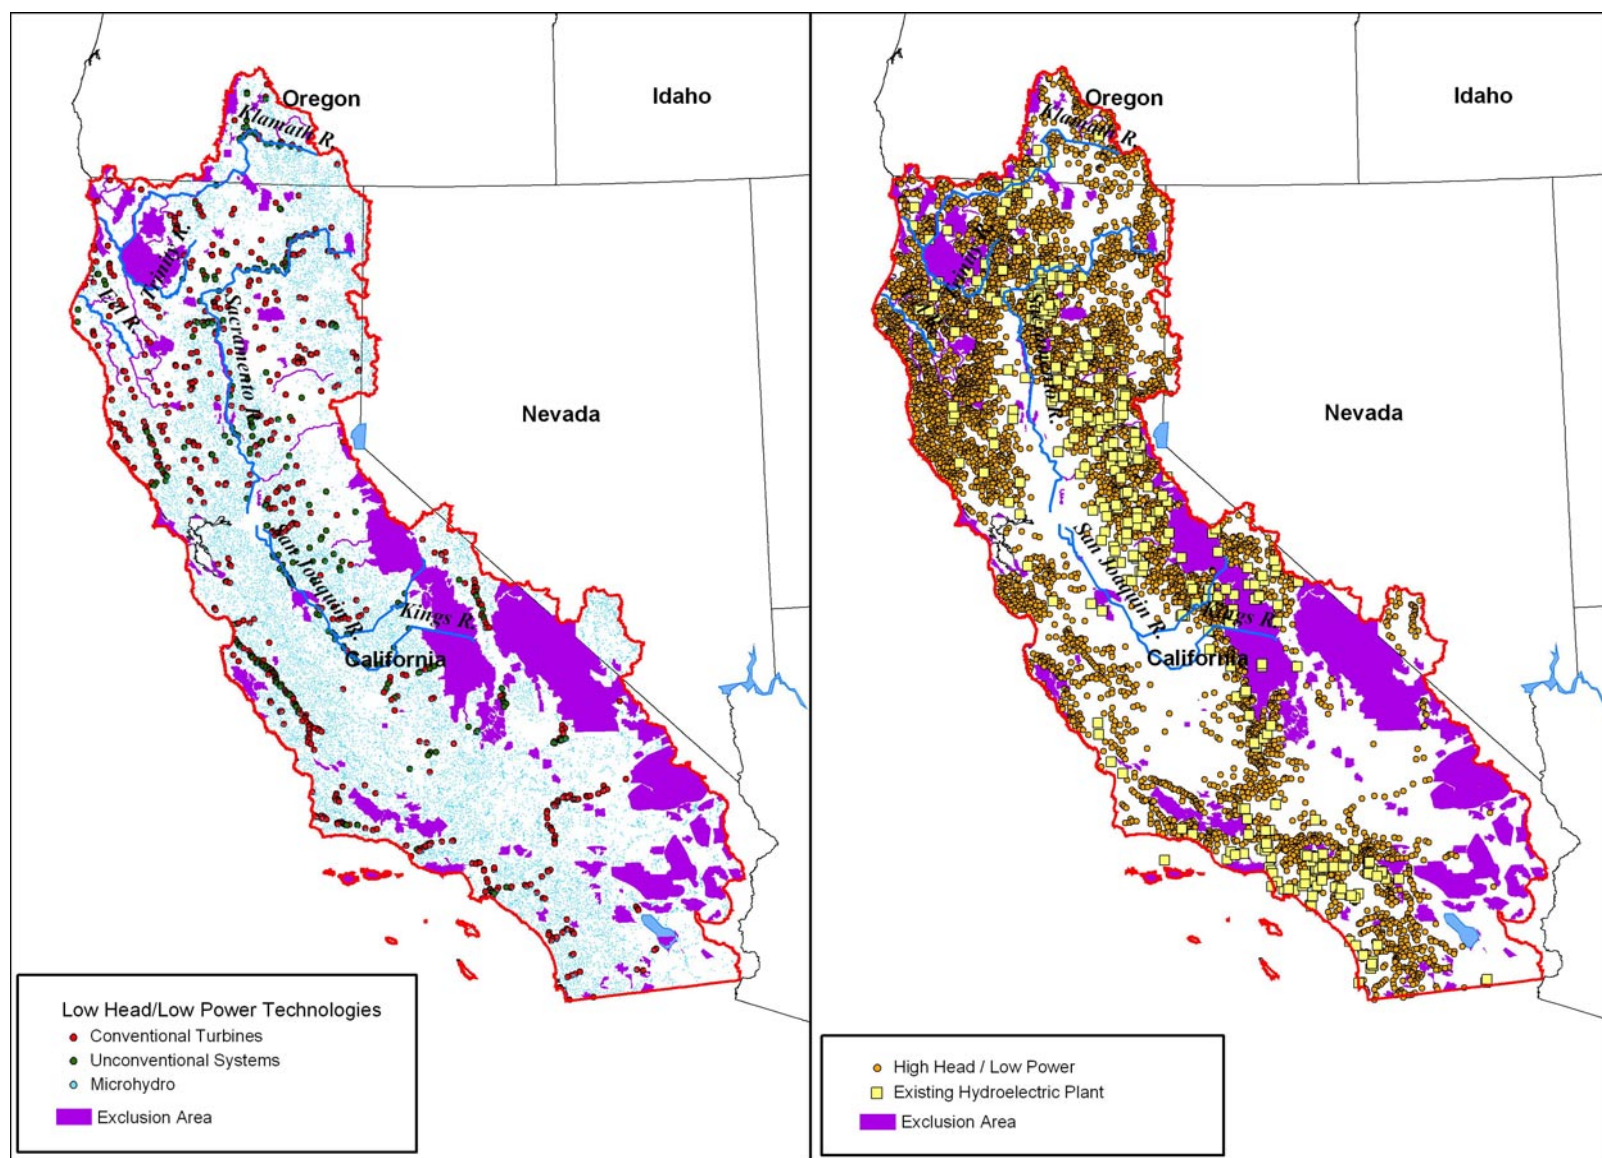 Oregon
Idaho
Klamath R.
Trinity R.
Eel R.
Sacramento R.
Nevada
San Joaquin R.
Kings R.
California
Low Head/Low Power Technologies
Conventional Turbines
Unconventional Systems
Microhydro
Exclusion Area
Oregon
Idaho
Klamath R.
Trinity R.
Sacramento R.
Nevada
San Joaquin R.
Kings R.
California
High Head / Low Power
Existing Hydroelectric Plant
Exclusion Area